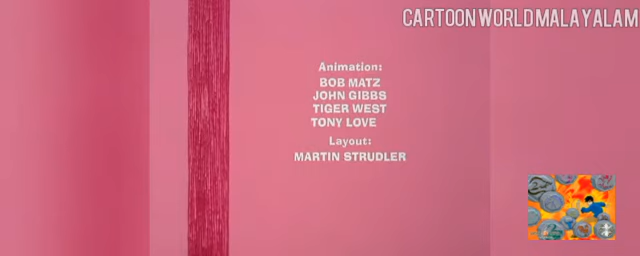 CARTOON WORLD MALAYALAM
Animation:
BOB MATZ
JOHN GIBBS
TIGER WEST
TONY LOVE
Layout:
MARTIN STRUDLER